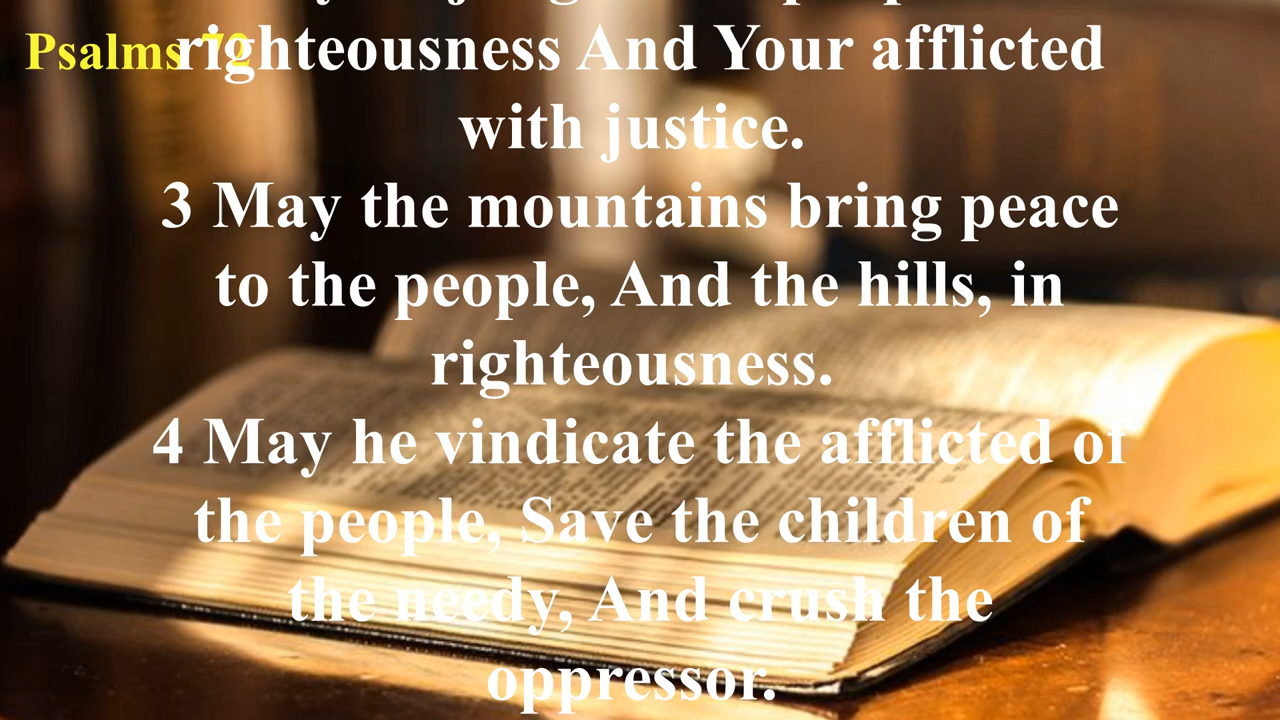 Psalms 72
righteousness And Your afflicted
with justice.
3 May the mountains bring peace
to the people, And the hills, in
righteousness.
4 May he vindicate the afflicted of
the people, Save the children of
the needy, And crush the
oppressor.